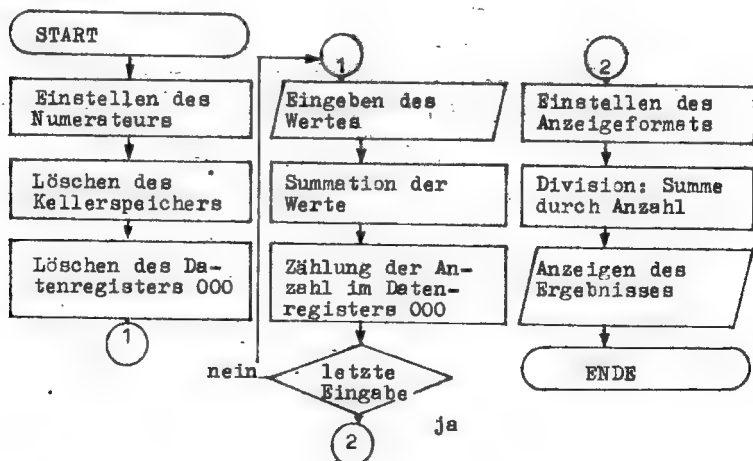 START
Einstellen des
Numerateurs
Löschen des
Kellerspeichers
Löschen des Da-
tenregisters 000
1
1
Eingeben des
Wertes
Summation der
Werte
Zählung der An-
zahl im Daten-
registers 000
nein
letzte
Eingabe
ja
2
2
Einstellen des
Anzeigeformats
Division: Summe
durch Anzahl
Anzeigen des
Ergebnisses
ENDE